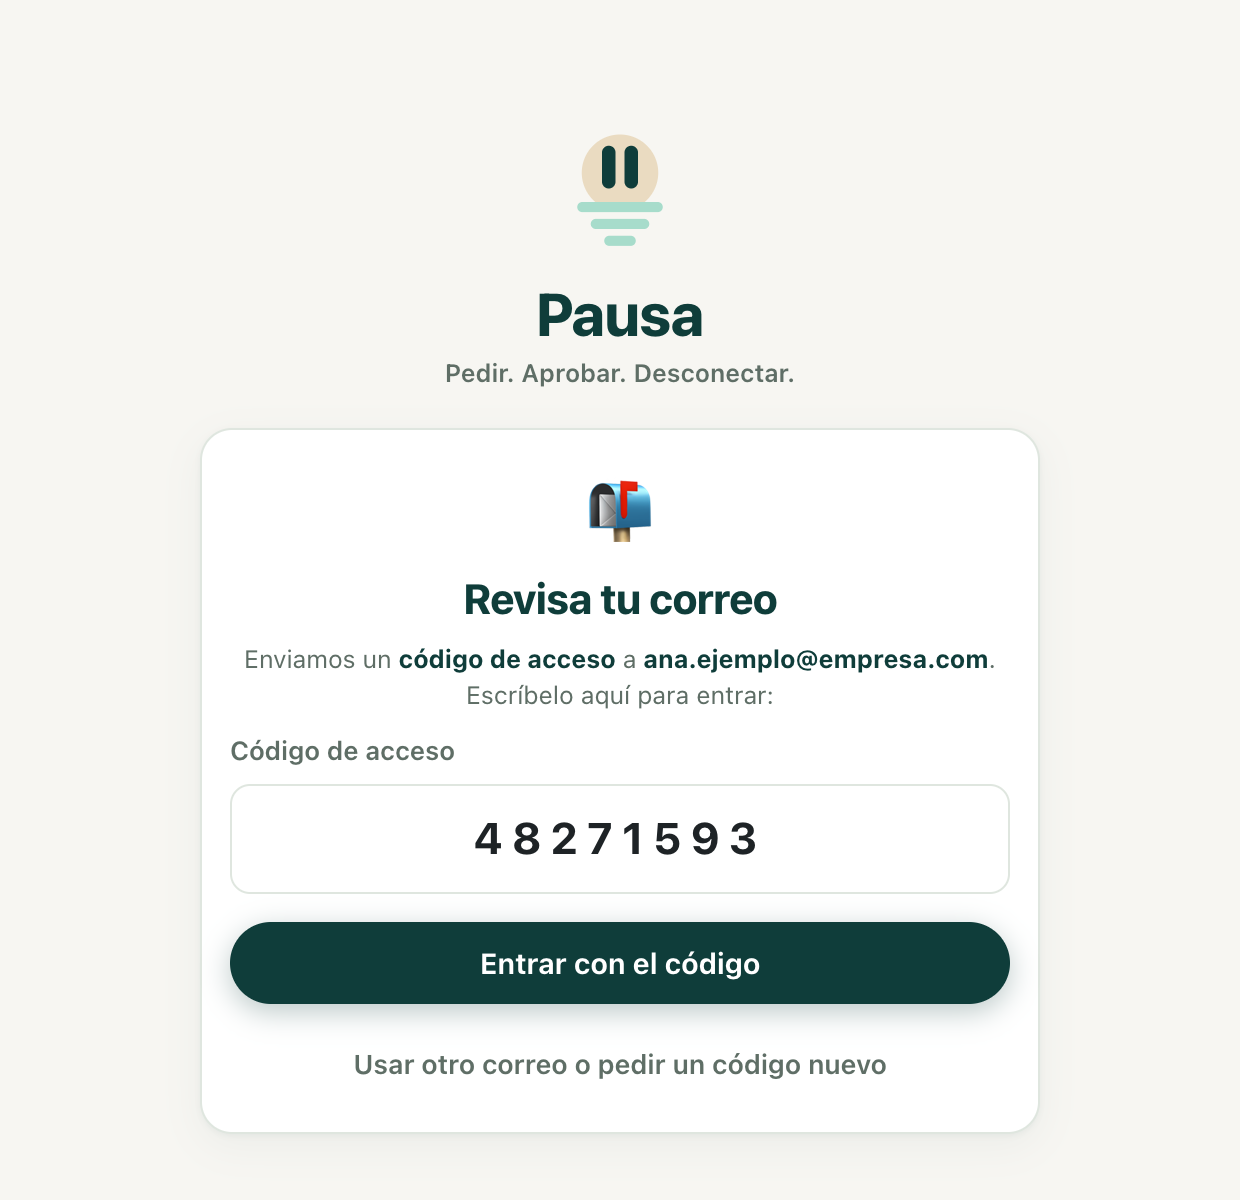 Pausa
Pedir. Aprobar. Desconectar.
Revisa tu correo
Enviamos un código de acceso a ana.ejemplo@empresa.com.
Escríbelo aquí para entrar:
Código de acceso
48271593
Entrar con el código
Usar otro correo o pedir un código nuevo